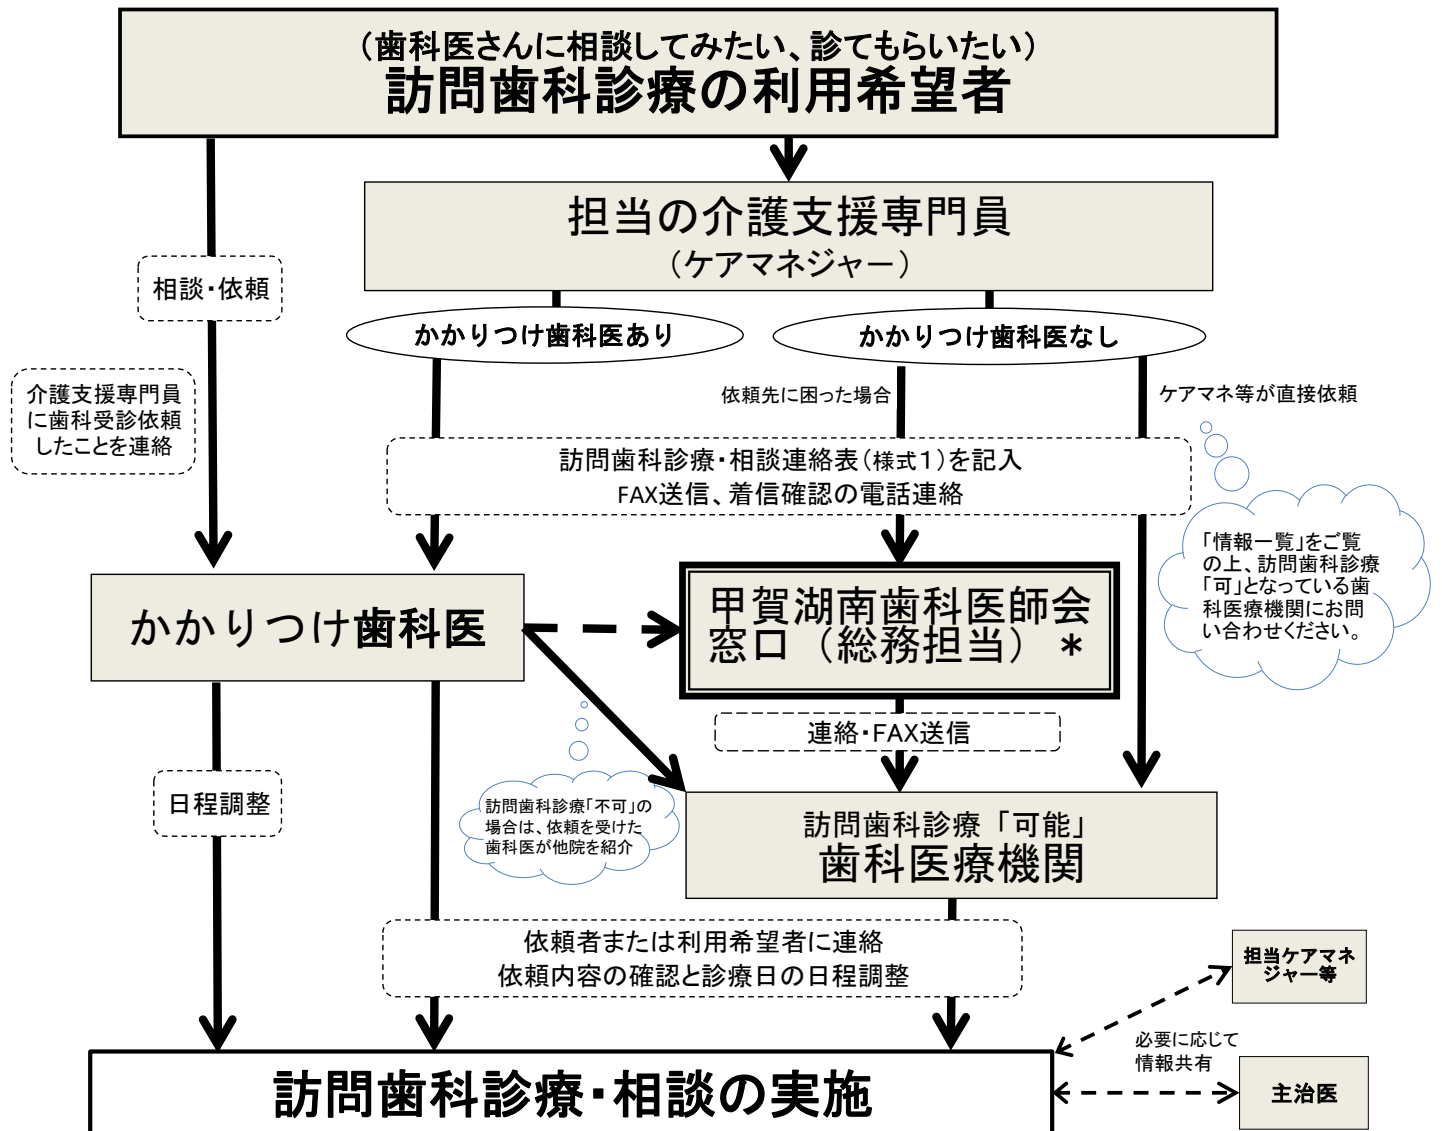 （歯科医さんに相談してみたい、診てもらいたい）
訪問歯科診療の利用希望者
担当の介護支援専門員
（ケアマネジャー）
相談・依頼
かかりつけ歯科医あり
かかりつけ歯科医なし
介護支援専門員
に歯科受診依頼
したことを連絡
依頼先に困った場合
ケアマネ等が直接依頼
訪問歯科診療・相談連絡表（様式１）を記入
FAX送信、着信確認の電話連絡
「情報一覧」をご覧
の上、訪問歯科診療
「可」となっている歯
科医療機関にお問
い合わせください。
かかりつけ歯科医
甲賀湖南歯科医師会
窓口（総務担当）＊
連絡・FAX送信
日程調整
訪問歯科診療「不可」の
場合は、依頼を受けた
歯科医が他院を紹介
訪問歯科診療「可能」
歯科医療機関
依頼者または利用希望者に連絡
依頼内容の確認と診療日の日程調整
担当ケアマネ
ジャー等
必要に応じて
情報共有
主治医
訪問歯科診療・相談の実施